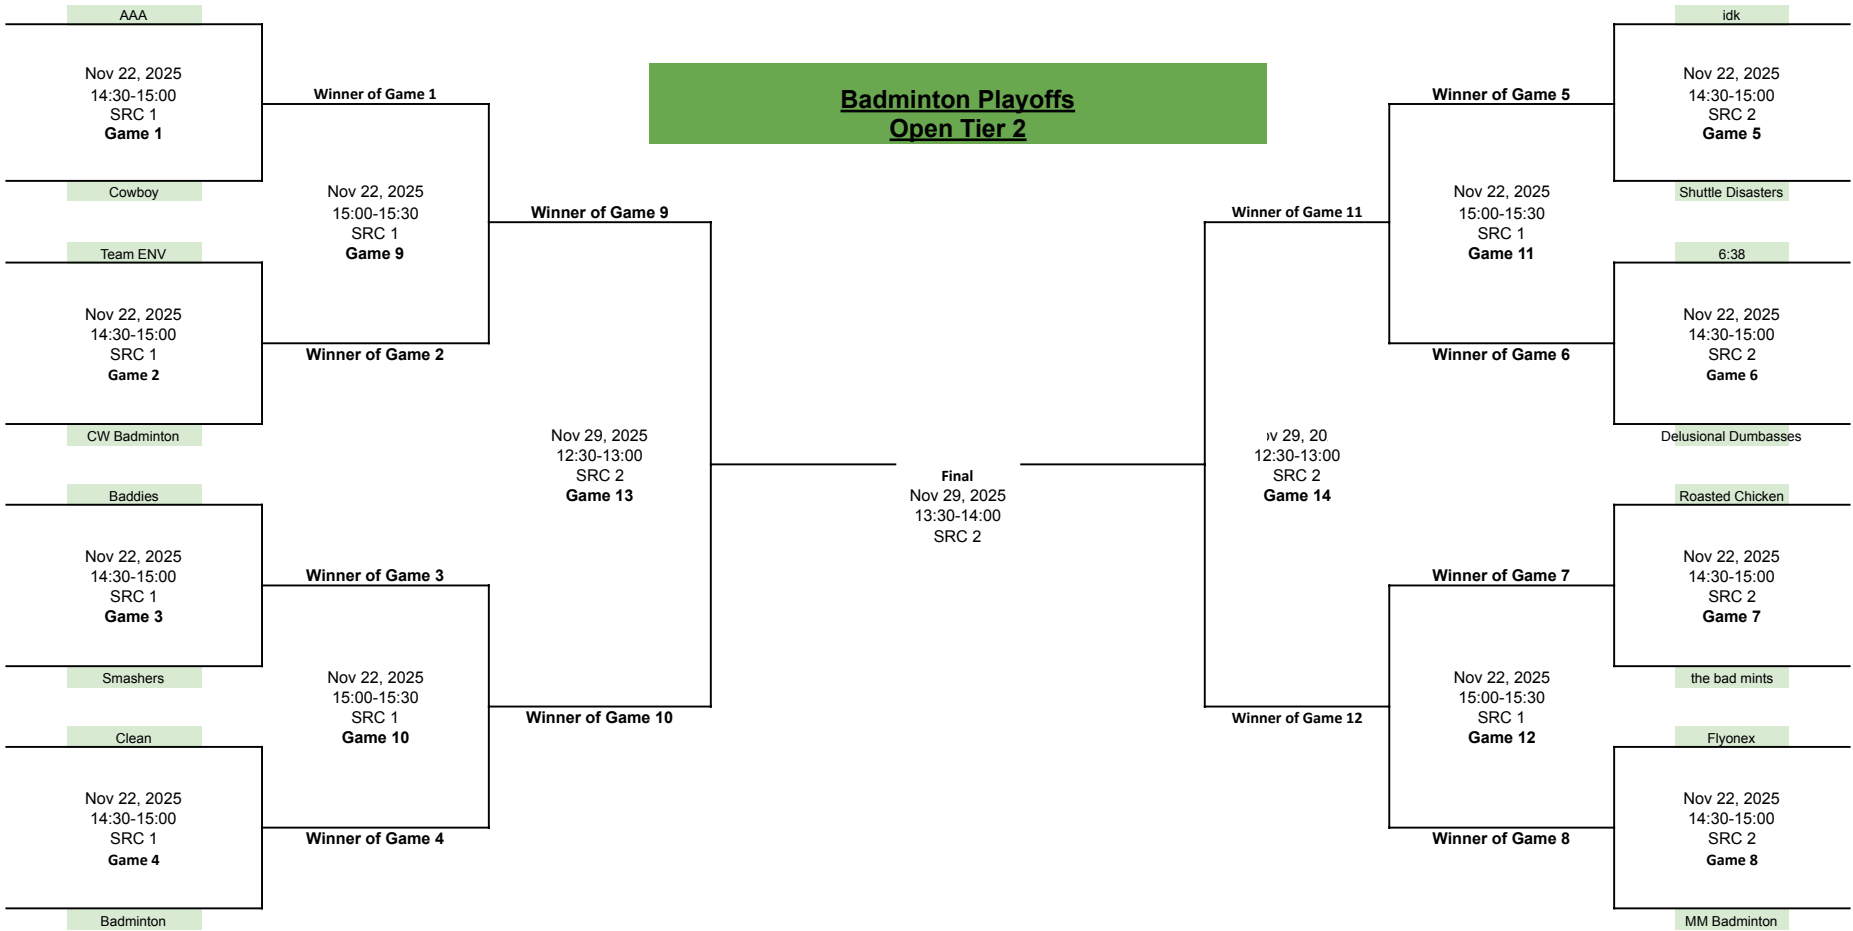 Badminton Playoffs
Open Tier 2
AAA
Nov 22, 2025
14:30-15:00
SRC 1
Game 1
Cowboy
Team ENV
Nov 22, 2025
14:30-15:00
SRC 1
Game 2
CW Badminton
Baddies
Nov 22, 2025
14:30-15:00
SRC 1
Game 3
Smashers
Clean
Nov 22, 2025
14:30-15:00
SRC 1
Game 4
Badminton
Winner of Game 1
Nov 22, 2025
15:00-15:30
SRC 1
Game 9
Winner of Game 2
Winner of Game 3
Nov 22, 2025
15:00-15:30
SRC 1
Game 10
Winner of Game 4
Winner of Game 9
Nov 29, 2025
12:30-13:00
SRC 2
Game 13
Winner of Game 10
Final
Nov 29, 2025
13:30-14:00
SRC 2
Winner of Game 11
ov 29, 20
12:30-13:00
SRC 2
Game 14
Winner of Game 12
Winner of Game 5
Nov 22, 2025
15:00-15:30
SRC 1
Game 11
Winner of Game 6
Winner of Game 7
Nov 22, 2025
15:00-15:30
SRC 1
Game 12
Winner of Game 8
idk
Nov 22, 2025
14:30-15:00
SRC 2
Game 5
Shuttle Disasters
6:38
Nov 22, 2025
14:30-15:00
SRC 2
Game 6
Delusional Dumbasses
Roasted Chicken
Nov 22, 2025
14:30-15:00
SRC 2
Game 7
the bad mints
Flyonex
Nov 22, 2025
14:30-15:00
SRC 2
Game 8
MM Badminton